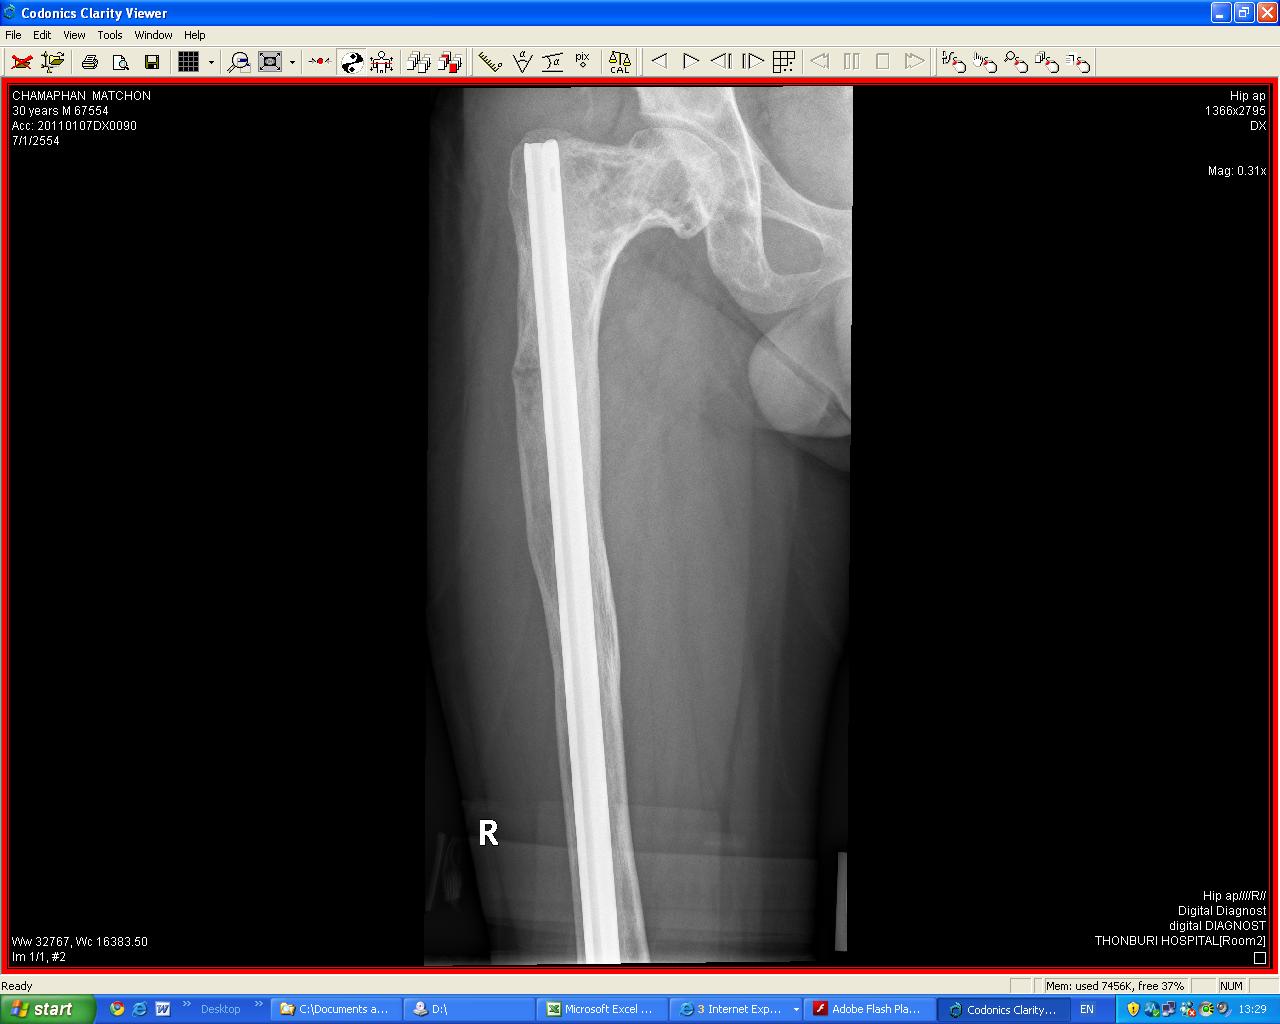 Codonics Clarity Viewer
File Edit View Tools Window Help
α
pix
CAL
CHAMAPHAN MATCHON
30 years M 67554
Acc: 20110107DX0090
7/1/2554
Hip ap
1366x2795
DX
Mag: 0.31x
R
Ww 32767, Wc 16383.50
Im 1/1, #2
Hip ap////R//
Digital Diagnost
digital DIAGNOST
THONBURI HOSPITAL[Room2]
Ready
Mem: used 7456K, free 37%
NUM
start
Desktop
C:\Documents a...
D:\
Microsoft Excel ...
3 Internet Exp...
Adobe Flash Pla...
Codonics Clarity...
EN
13:29